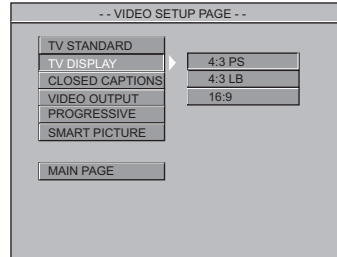 - - VIDEO SETUP PAGE - -
TV STANDARD
TV DISPLAY
CLOSED CAPTIONS
VIDEO OUTPUT
PROGRESSIVE
SMART PICTURE
MAIN PAGE
4:3 PS
4:3 LB
16:9